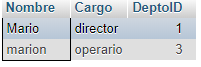 Nombre Cargo DeptoID
Mario director 1
marion operario 3